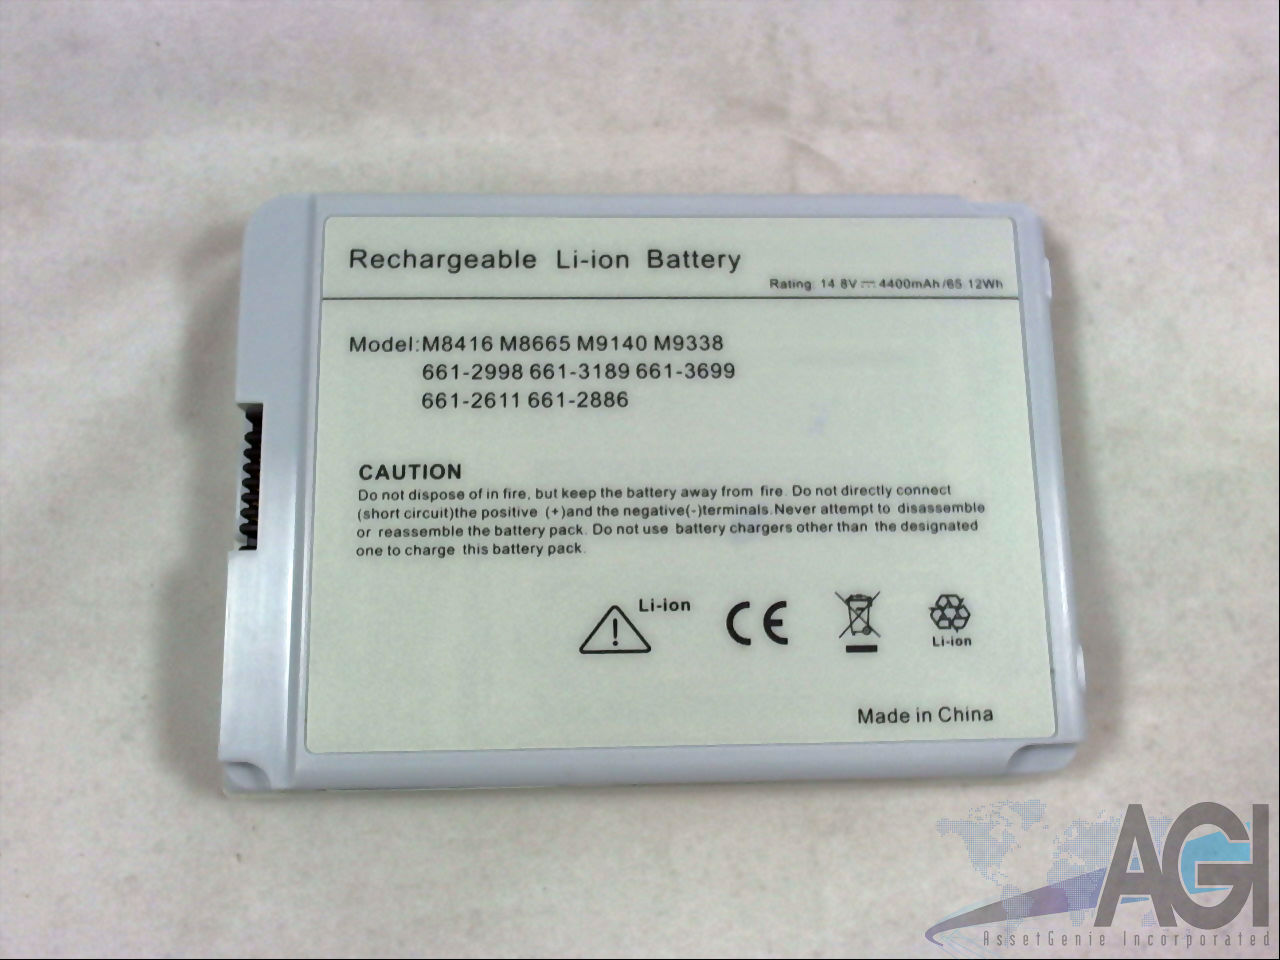 Rechargeable Li-ion Battery
Rating: 14.8V⎓4400mAh/65.12Wh
Model:M8416 M8665 M9140 M9338
661-2998 661-3189 661-3699
661-2611 661-2886
CAUTION
Do not dispose of in fire, but keep the battery away from fire. Do not directly connect
(short circuit)the positive (+)and the negative(-)terminals.Never attempt to disassemble
or reassemble the battery pack. Do not use battery chargers other than the designated
one to charge this battery pack.
Li-ion
CE
Li-ion
Made in China
AGI
AssetGenie Incorporated